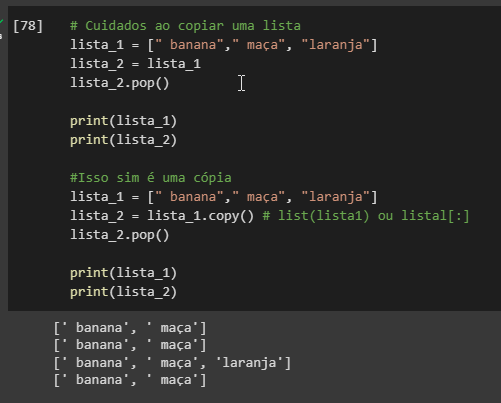 [78] # Cuidados ao copiar uma lista
lista_1 = [" banana"," maça", "laranja"]
lista_2 = lista_1
lista_2.pop()
print(lista_1)
print(lista_2)
#Isso sim é uma cópia
lista_1 = [" banana"," maça", "laranja"]
lista_2 = lista_1.copy() # list(lista1) ou lista1[:]
lista_2.pop()
print(lista_1)
print(lista_2)
[' banana', ' maça']
[' banana', ' maça']
[' banana', ' maça', 'laranja']
[' banana', ' maça']